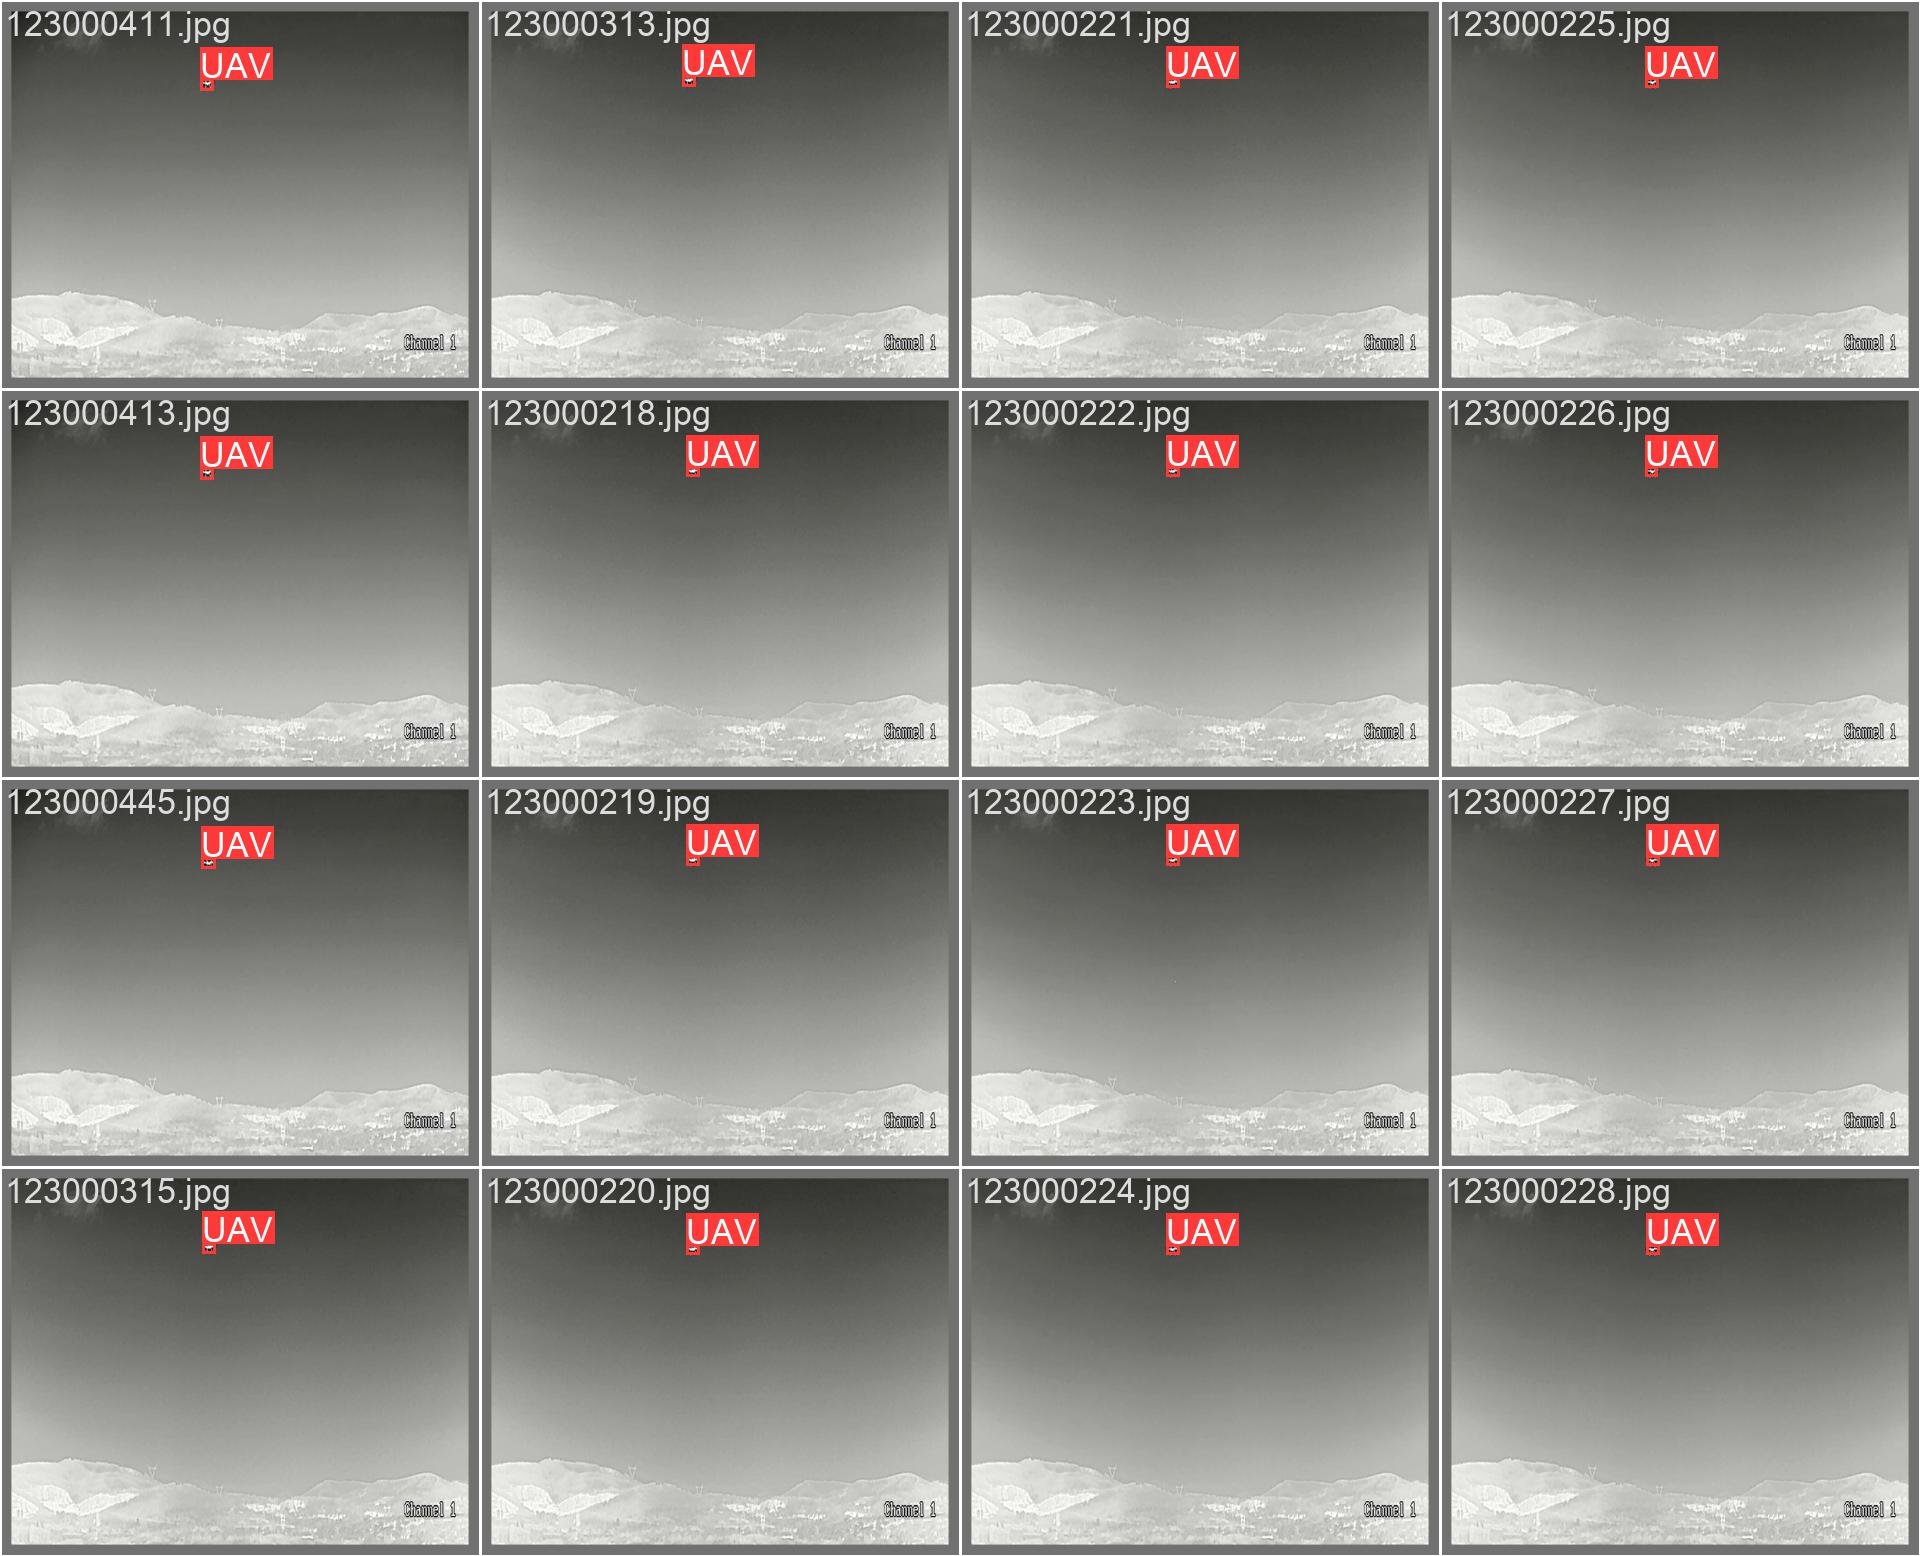 123000411.jpg
UAV
Channel 1
123000313.jpg
UAV
Channel 1
123000221.jpg
UAV
Channel 1
123000225.jpg
UAV
Channel 1
123000413.jpg
UAV
Channel 1
123000218.jpg
UAV
Channel 1
123000222.jpg
UAV
Channel 1
123000226.jpg
UAV
Channel 1
123000445.jpg
UAV
Channel 1
123000219.jpg
UAV
Channel 1
123000223.jpg
UAV
Channel 1
123000227.jpg
UAV
Channel 1
123000315.jpg
UAV
Channel 1
123000220.jpg
UAV
Channel 1
123000224.jpg
UAV
Channel 1
123000228.jpg
UAV
Channel 1